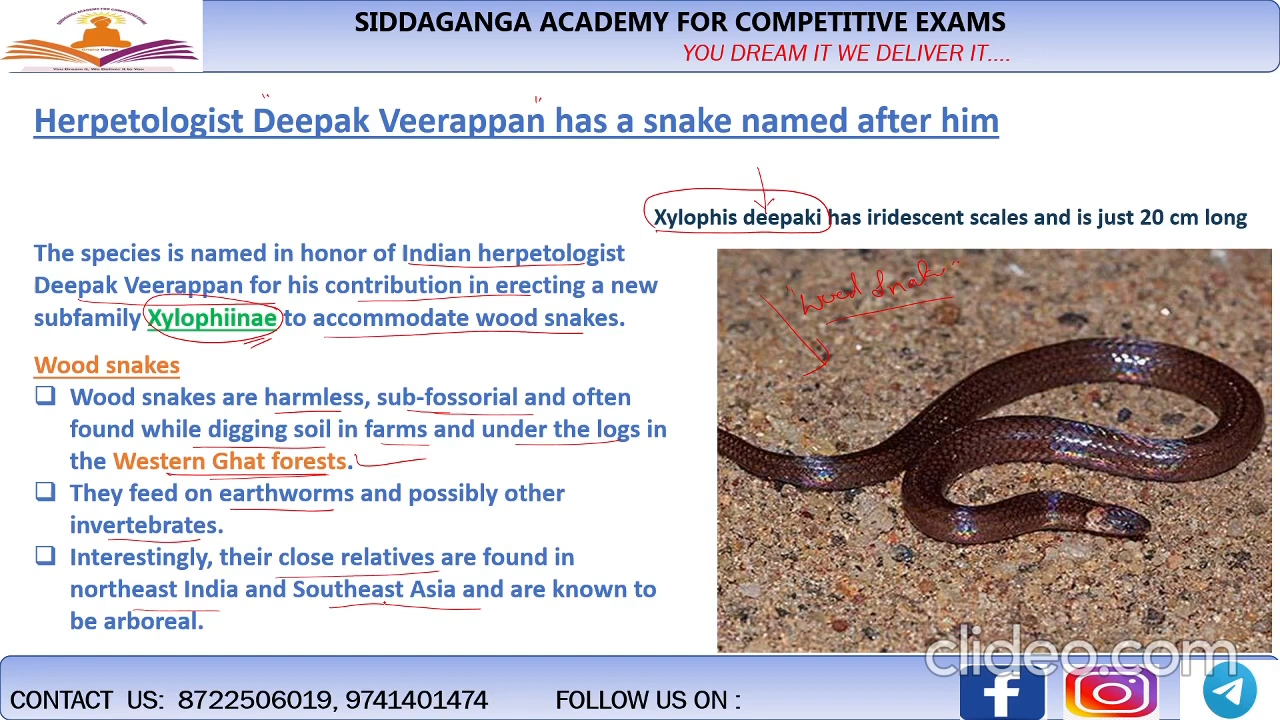 SIDDAGANGA ACADEMY FOR COMPETITIVE EXAMS
YOU DREAM IT WE DELIVER IT....
Herpetologist Deepak Veerappan has a snake named after him
Xylophis deepaki has iridescent scales and is just 20 cm long
The species is named in honor of Indian herpetologist
Deepak Veerappan for his contribution in erecting a new
subfamily Xylophiinae to accommodate wood snakes.
"Wood Snake"
Wood snakes
❑ Wood snakes are harmless, sub-fossorial and often
found while digging soil in farms and under the logs in
the Western Ghat forests.
❑ They feed on earthworms and possibly other
invertebrates.
❑ Interestingly, their close relatives are found in
northeast India and Southeast Asia and are known to
be arboreal.
clideo.com
CONTACT US: 8722506019, 9741401474 FOLLOW US ON :